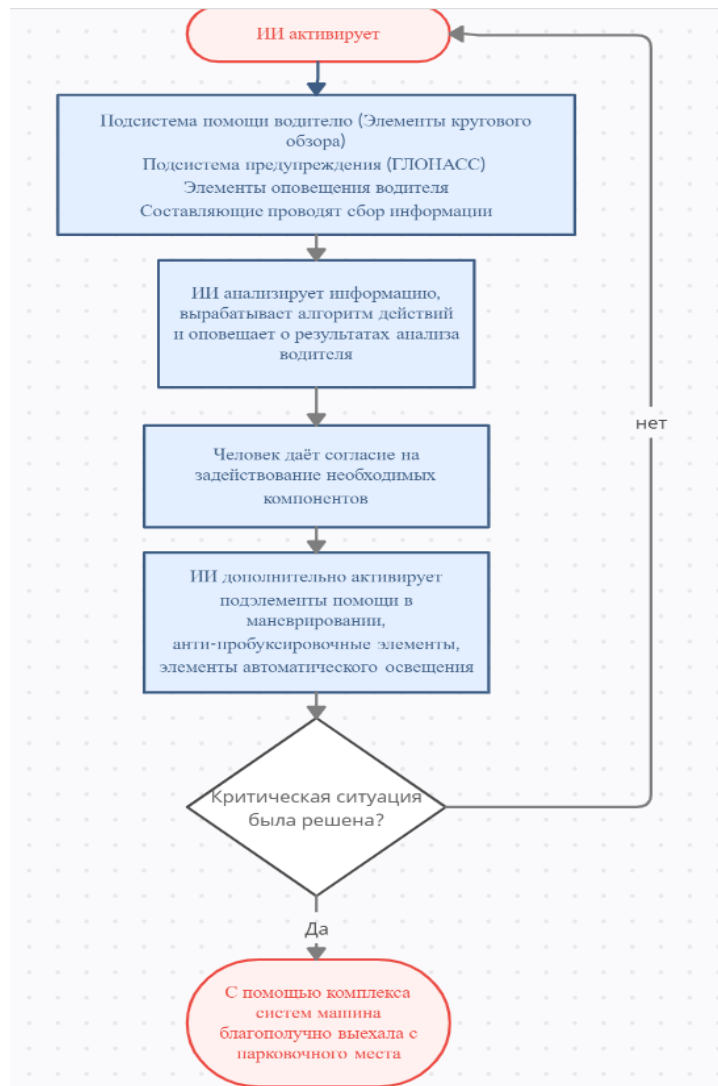 ИИ активирует
Подсистема помощи водителю (Элементы кругового
обзора)
Подсистема предупреждения (ГЛОНАСС)
Элементы оповещения водителя
Составляющие проводят сбор информации
ИИ анализирует информацию,
вырабатывает алгоритм действий
и оповещает о результатах анализа
водителя
нет
Человек даёт согласие на
задействование необходимых
компонентов
ИИ дополнительно активирует
подэлементы помощи в
маневрировании,
анти-пробуксировочные элементы,
элементы автоматического освещения
Критическая ситуация
была решена?
Да
С помощью комплекса
систем машина
благополучно выехала с
парковочного места